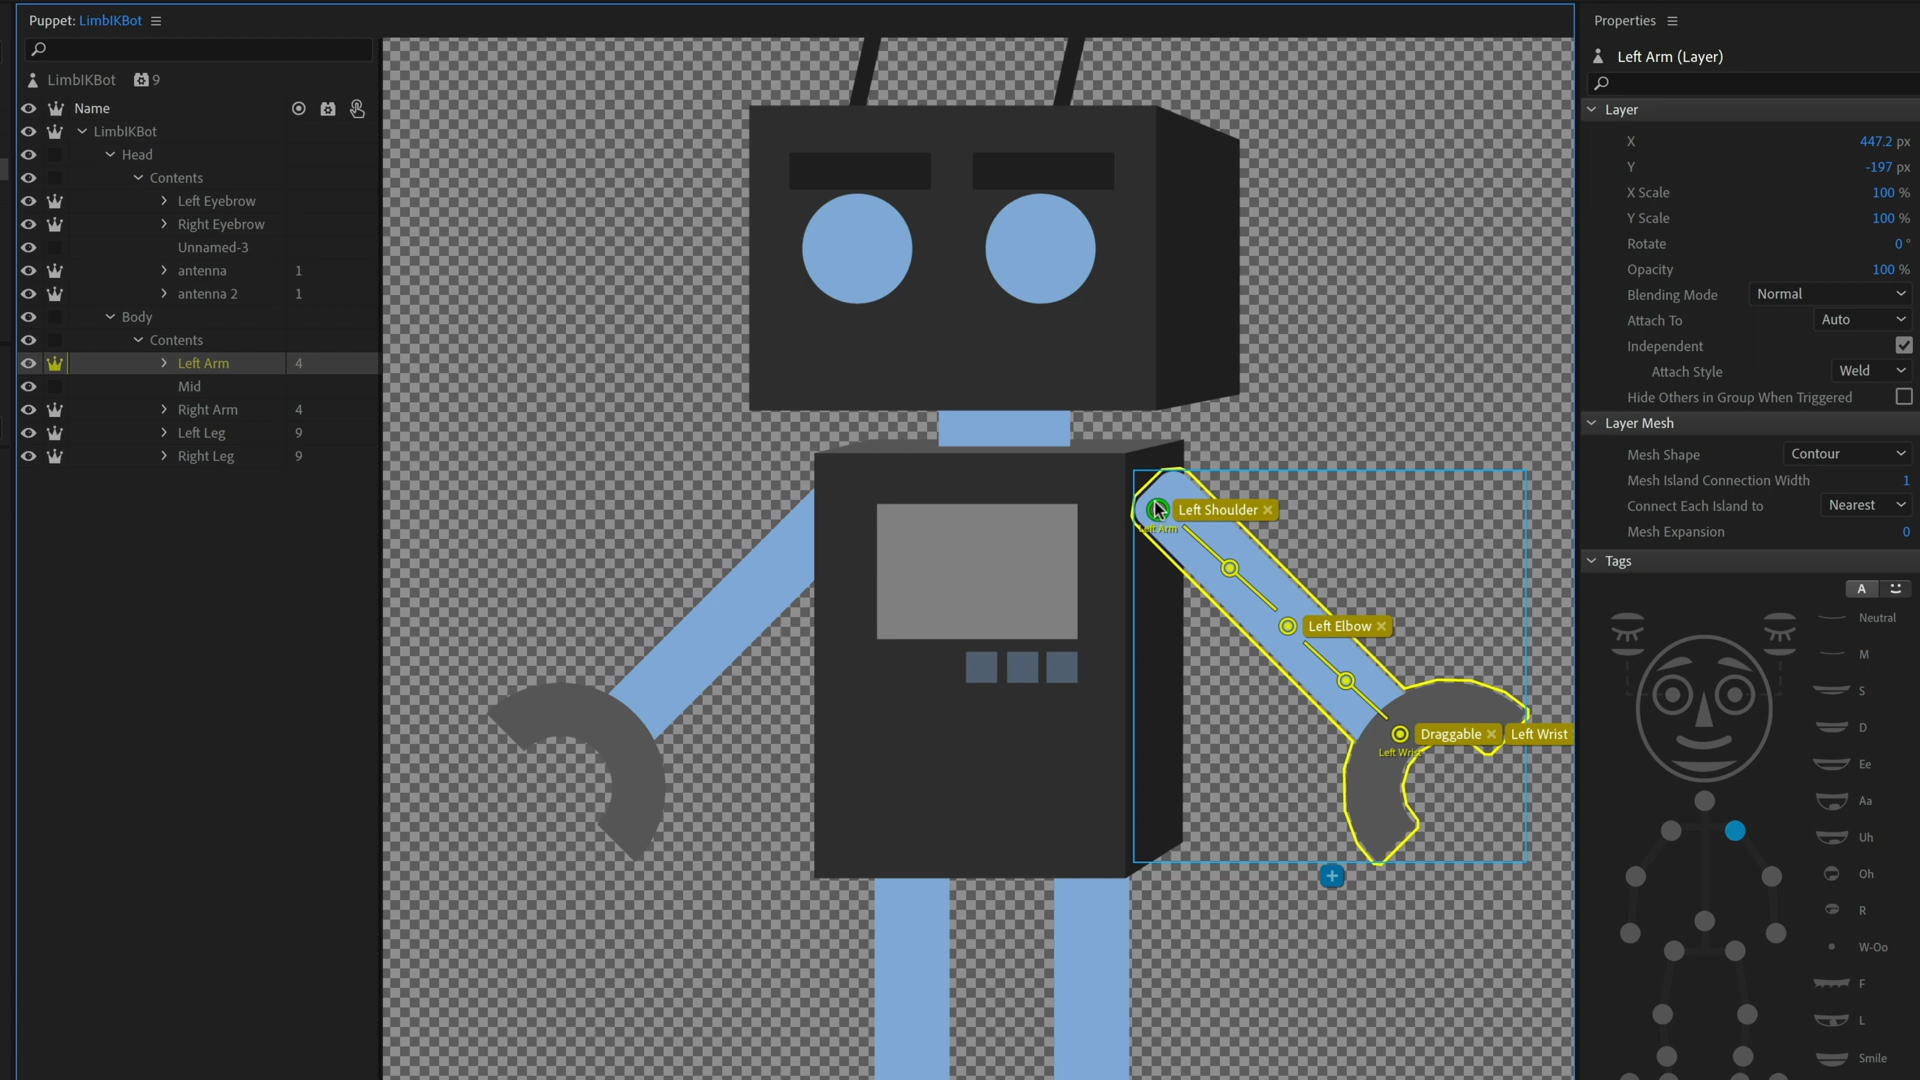 Puppet: LimbIKBot
LimbIKBot 9
Name
LimbIKBot
Head
Contents
Left Eyebrow
Right Eyebrow
Unnamed-3
antenna 1
antenna 2 1
Body
Contents
Left Arm 4
Mid
Right Arm 4
Left Leg 9
Right Leg 9
Left Shoulder
Left Arm
Left Elbow
Draggable Left Wrist
Left Wrist
Properties
Left Arm (Layer)
Layer
X 447.2 px
Y -197 px
X Scale 100 %
Y Scale 100 %
Rotate 0 °
Opacity 100 %
Blending Mode Normal
Attach To Auto
Independent
Attach Style Weld
Hide Others in Group When Triggered
Layer Mesh
Mesh Shape Contour
Mesh Island Connection Width 1
Connect Each Island to Nearest
Mesh Expansion 0
Tags
A
Neutral
M
S
D
Ee
Aa
Uh
Oh
R
W-Oo
F
L
Smile